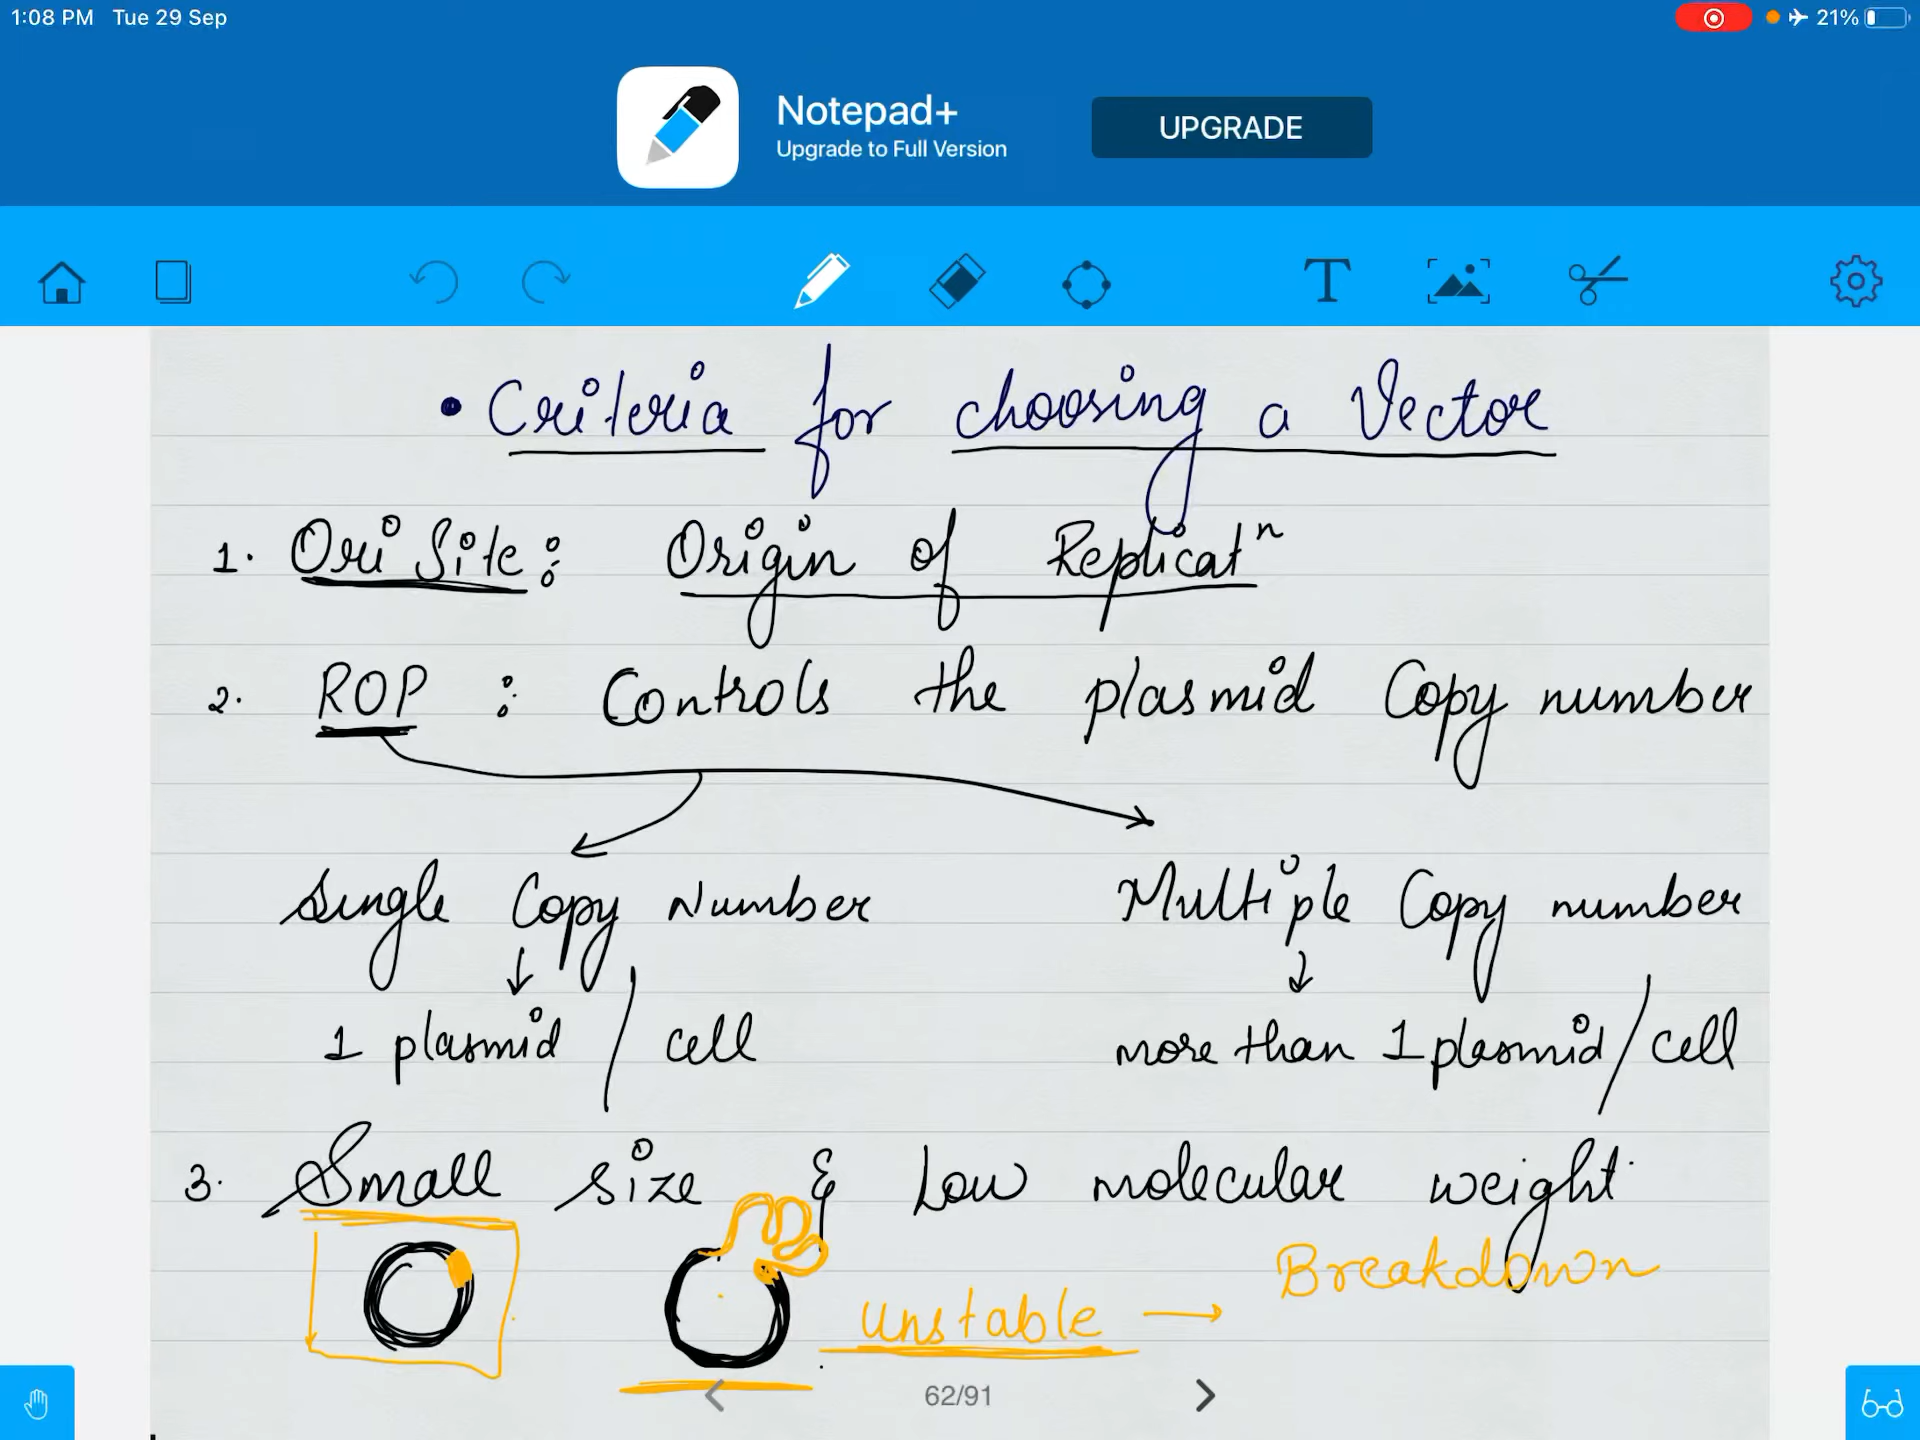 1:08 PM Tue 29 Sep 21%
Notepad+
Upgrade to Full Version
UPGRADE
T
• Criteria for choosing a Vector
1. Ori Site: Origin of Replicatⁿ
2. ROP : Controls the plasmid Copy number
Single Copy Number Multiple Copy number
↓ ↓
1 plasmid / cell more than 1 plasmid / cell
3. Small size & Low molecular weight
unstable → Breakdown
62/91